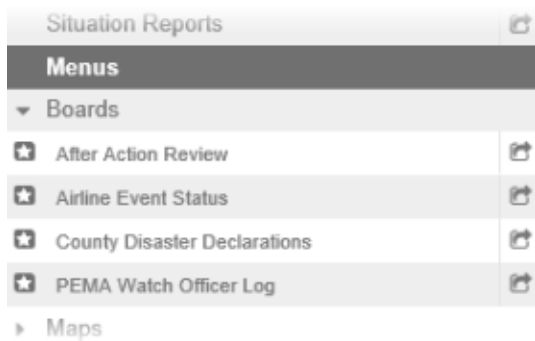 Situation Reports
Menus
Boards
After Action Review
Airline Event Status
County Disaster Declarations
PEMA Watch Officer Log
Maps